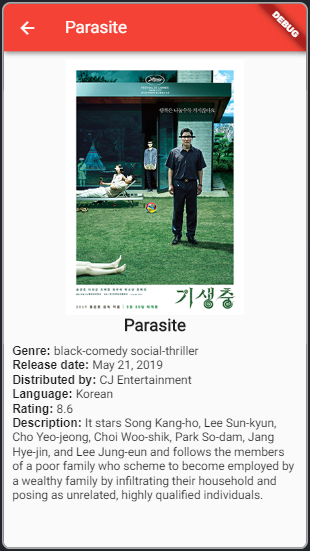 Parasite
DEBUG
FESTIVAL DE CANNES
Parasite
기생충
Genre: black-comedy social-thriller
Release date: May 21, 2019
Distributed by: CJ Entertainment
Language: Korean
Rating: 8.6
Description: It stars Song Kang-ho, Lee Sun-kyun,
Cho Yeo-jeong, Choi Woo-shik, Park So-dam, Jang
Hye-jin, and Lee Jung-eun and follows the members
of a poor family who scheme to become employed by
a wealthy family by infiltrating their household and
posing as unrelated, highly qualified individuals.